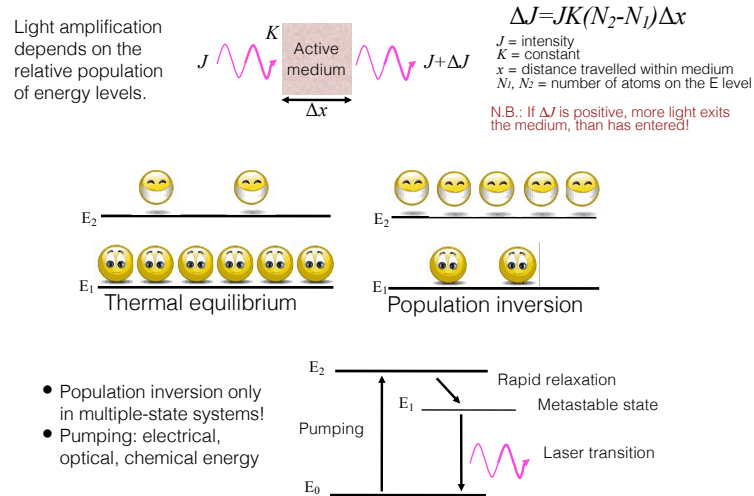 Light amplification
depends on the
relative population
of energy levels.
J
K
Active
medium
J+ΔJ
Δx
ΔJ=JK(N2-N1)Δx
J = intensity
K = constant
x = distance travelled within medium
N1, N2 = number of atoms on the E level
N.B.: If ΔJ is positive, more light exits
the medium, than has entered!
E2
E1
Thermal equilibrium
E2
E1
Population inversion
• Population inversion only
in multiple-state systems!
• Pumping: electrical,
optical, chemical energy
E2
Rapid relaxation
E1
Metastable state
Pumping
Laser transition
E0